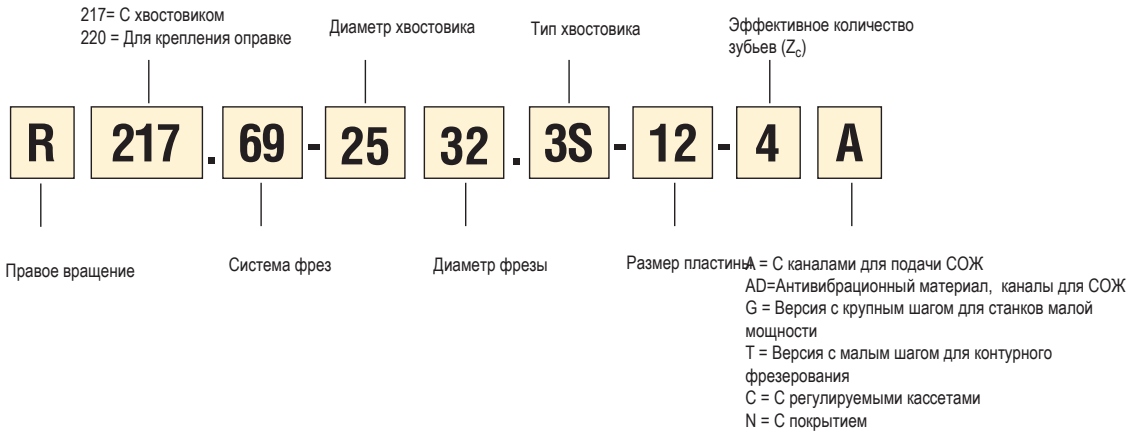 217= С хвостовиком
220 = Для крепления оправке
Диаметр хвостовика
Тип хвостовика
Эффективное количество
зубьев (Zc)
R 217 . 69 - 25 32 . 3S - 12 - 4 A
Правое вращение
Система фрез
Диаметр фрезы
Размер пластины
A = С каналами для подачи СОЖ
AD=Антивибрационный материал, каналы для СОЖ
G = Версия с крупным шагом для станков малой
мощности
T = Версия с малым шагом для контурного
фрезерования
C = С регулируемыми кассетами
N = С покрытием